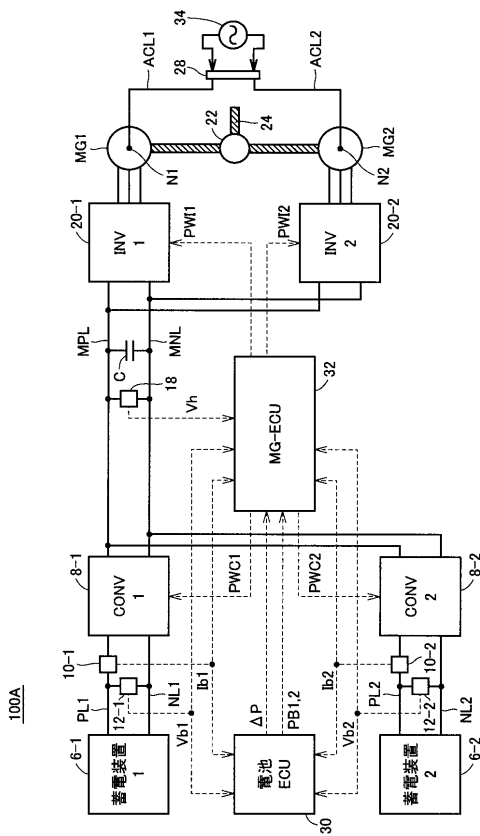 100A
6-1
蓄電装置
1
PL1
12-1
10-1
NL1
8-1
CONV
1
Vb1
Ib1
PWC1
MPL
C
18
MNL
Vh
20-1
INV
1
PWI1
MG1
N1
ACL1
28
34
22
24
ACL2
MG2
N2
INV
2
20-2
PWI2
32
MG-ECU
電池
ECU
30
ΔP
PB1,2
PWC2
Ib2
Vb2
CONV
2
8-2
PL2
10-2
12-2
NL2
蓄電装置
2
6-2